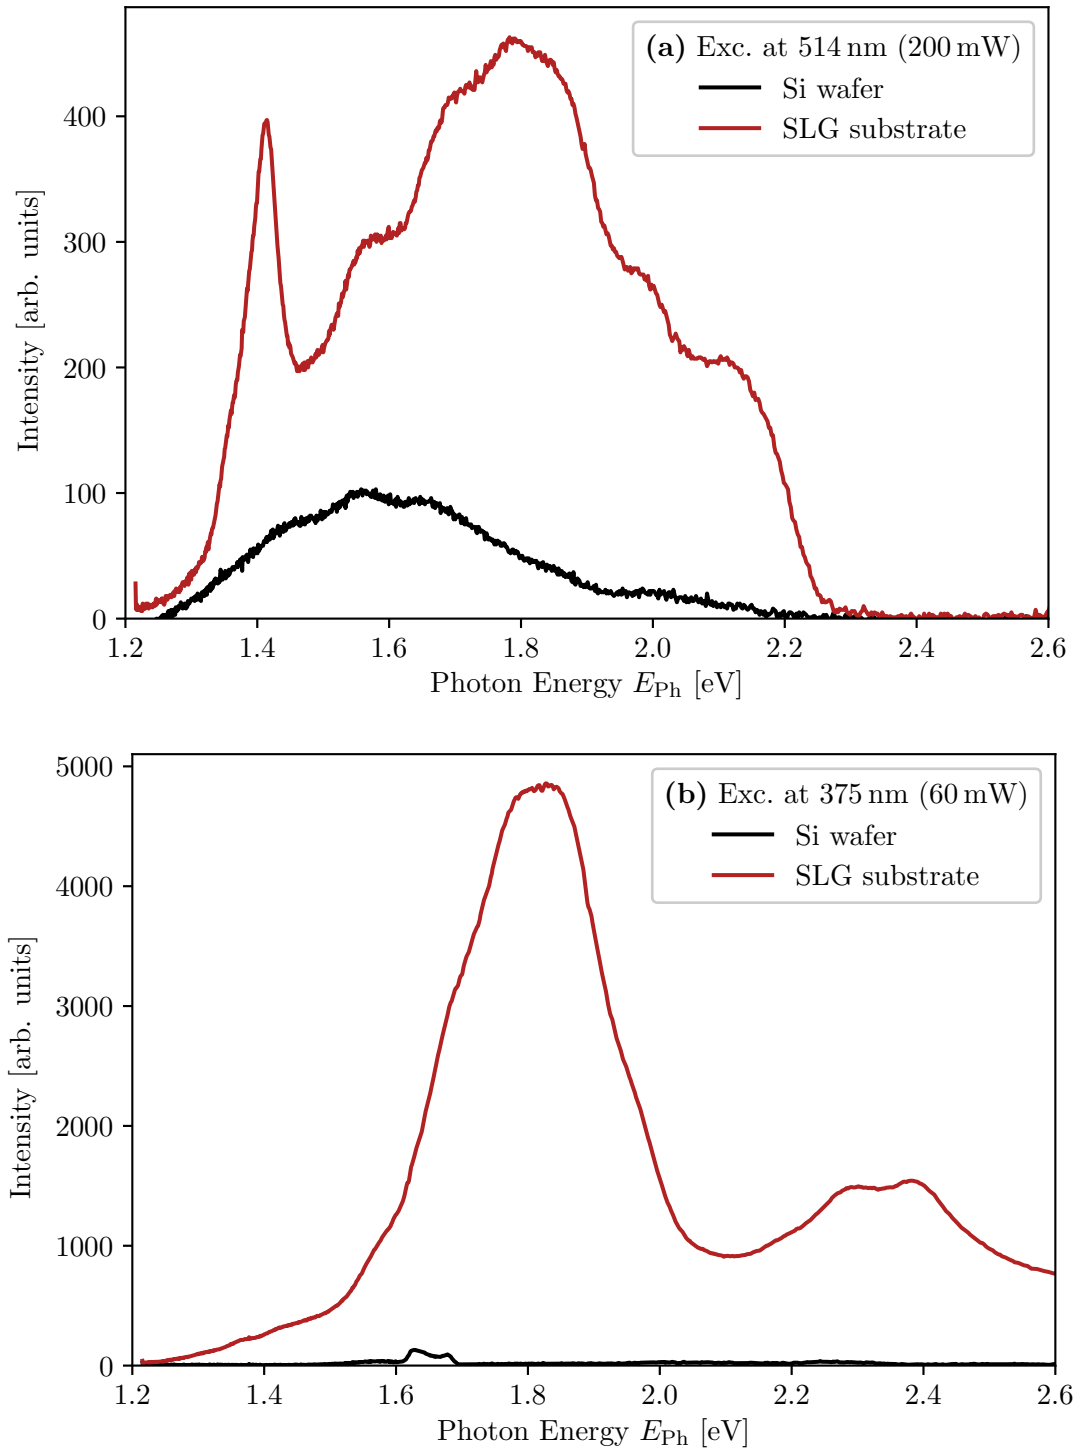 (a) Exc. at 514 nm (200 mW)
Si wafer
SLG substrate
400
300
200
100
0
Intensity [arb. units]
1.2 1.4 1.6 1.8 2.0 2.2 2.4 2.6
Photon Energy E_Ph [eV]
(b) Exc. at 375 nm (60 mW)
Si wafer
SLG substrate
5000
4000
3000
2000
1000
0
Intensity [arb. units]
1.2 1.4 1.6 1.8 2.0 2.2 2.4 2.6
Photon Energy E_Ph [eV]